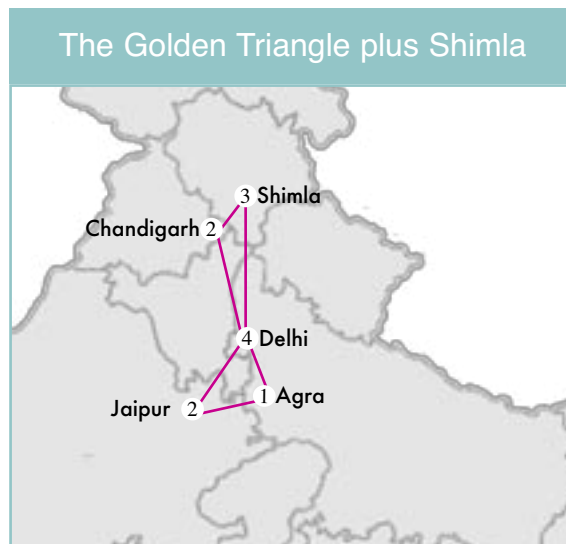 The Golden Triangle plus Shimla
3 Shimla
Chandigarh 2
4 Delhi
1 Agra
Jaipur 2